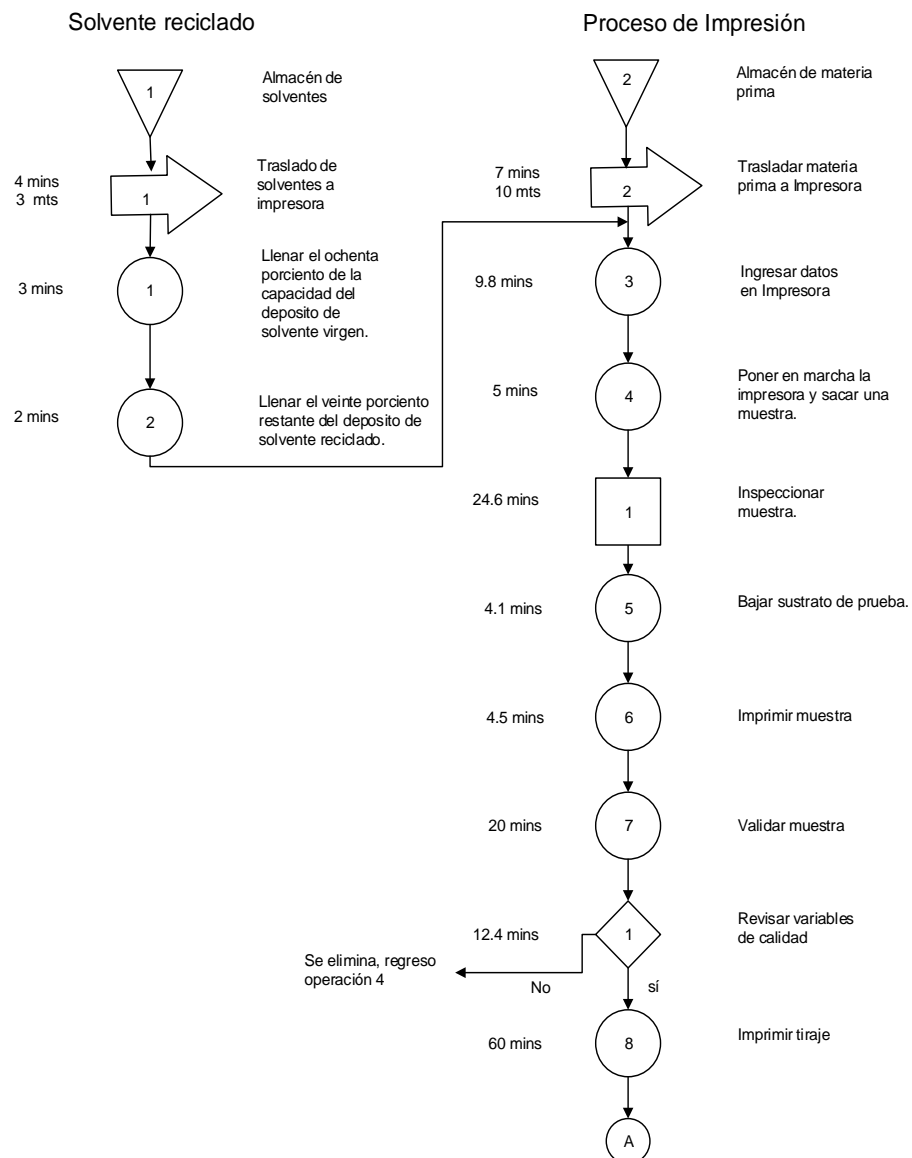 Solvente reciclado
1
Almacén de
solventes
4 mins
3 mts
1
Traslado de
solventes a
impresora
3 mins
1
Llenar el ochenta
porciento de la
capacidad del
deposito de
solvente virgen.
2 mins
2
Llenar el veinte porciento
restante del deposito de
solvente reciclado.
Proceso de Impresión
2
Almacén de materia
prima
7 mins
10 mts
2
Trasladar materia
prima a Impresora
9.8 mins
3
Ingresar datos
en Impresora
5 mins
4
Poner en marcha la
impresora y sacar una
muestra.
24.6 mins
1
Inspeccionar
muestra.
4.1 mins
5
Bajar sustrato de prueba.
4.5 mins
6
Imprimir muestra
20 mins
7
Validar muestra
12.4 mins
1
Revisar variables
de calidad
Se elimina, regreso
operación 4
No
sí
60 mins
8
Imprimir tiraje
A